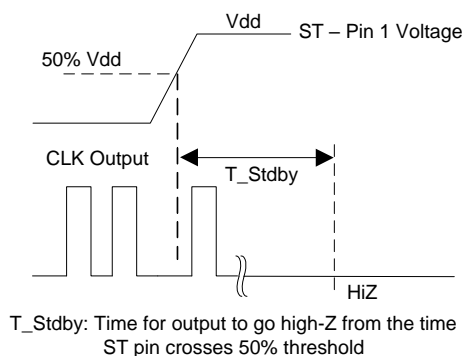 Vdd
ST – Pin 1 Voltage
50% Vdd
CLK Output
T_Stdby
HiZ
T_Stdby: Time for output to go high-Z from the time
ST pin crosses 50% threshold